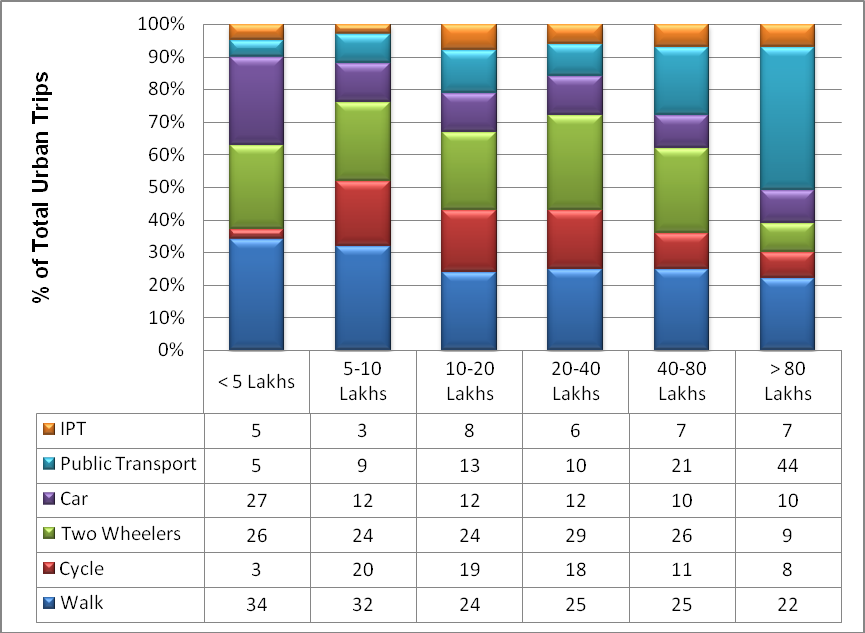 % of Total Urban Trips
100%
90%
80%
70%
60%
50%
40%
30%
20%
10%
0%
< 5 Lakhs 5-10 Lakhs 10-20 Lakhs 20-40 Lakhs 40-80 Lakhs > 80 Lakhs
IPT 5 3 8 6 7 7
Public Transport 5 9 13 10 21 44
Car 27 12 12 12 10 10
Two Wheelers 26 24 24 29 26 9
Cycle 3 20 19 18 11 8
Walk 34 32 24 25 25 22